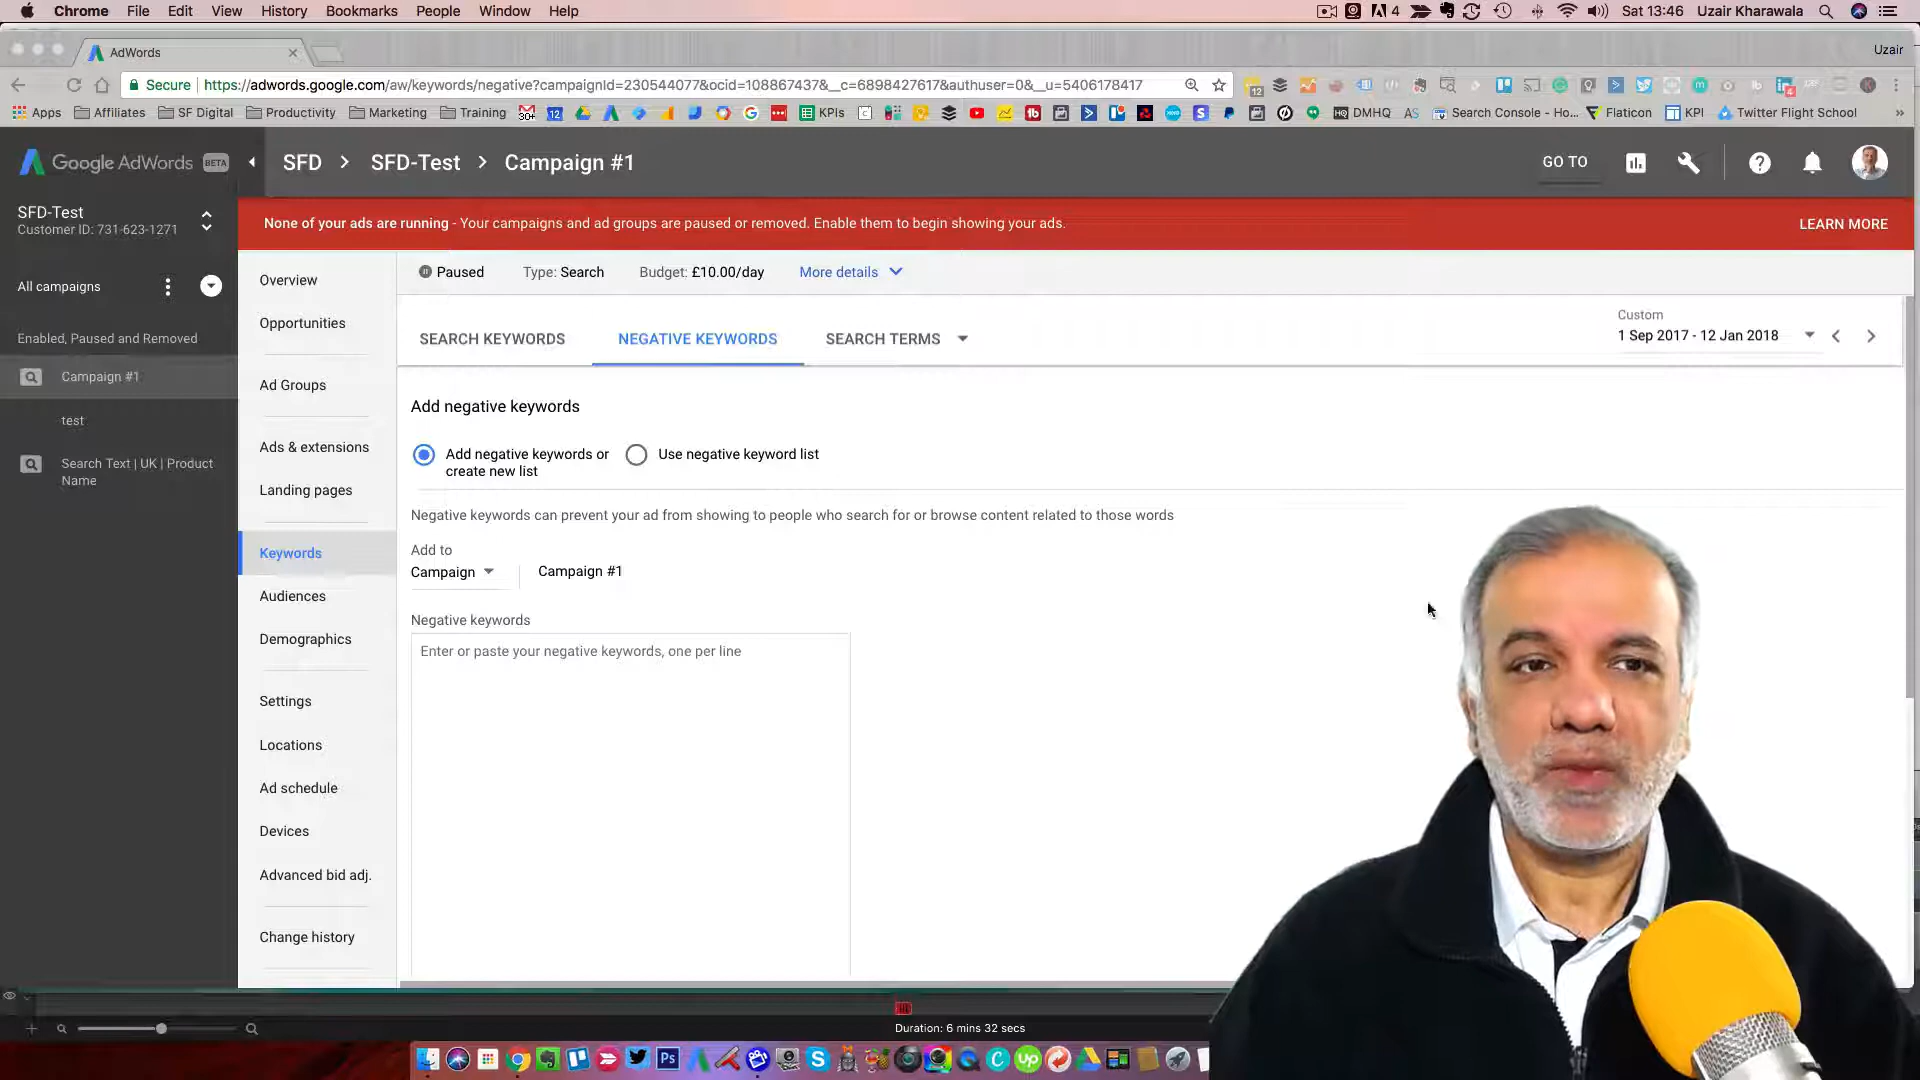 Chrome File Edit View History Bookmarks People Window Help
4 Sat 13:46 Uzair Kharawala
AdWords
Uzair
Secure https://adwords.google.com/aw/keywords/negative?campaignId=230544077&ocid=108867437&__c=6898427617&authuser=0&__u=5406178417
Apps Affiliates SF Digital Productivity Marketing Training KPIs DMHQ Search Console - Ho... Flaticon KPI Twitter Flight School
Google AdWords BETA
SFD > SFD-Test > Campaign #1
GO TO
SFD-Test
Customer ID: 731-623-1271
None of your ads are running - Your campaigns and ad groups are paused or removed. Enable them to begin showing your ads.
LEARN MORE
All campaigns
Enabled, Paused and Removed
Campaign #1
test
Search Text | UK | Product
Name
Overview
Opportunities
Ad Groups
Ads & extensions
Landing pages
Keywords
Audiences
Demographics
Settings
Locations
Ad schedule
Devices
Advanced bid adj.
Change history
Paused Type: Search Budget: £10.00/day More details
SEARCH KEYWORDS NEGATIVE KEYWORDS SEARCH TERMS
Custom
1 Sep 2017 - 12 Jan 2018
Add negative keywords
Add negative keywords or
create new list
Use negative keyword list
Negative keywords can prevent your ad from showing to people who search for or browse content related to those words
Add to
Campaign Campaign #1
Negative keywords
Enter or paste your negative keywords, one per line
Duration: 6 mins 32 secs
Ps
Up